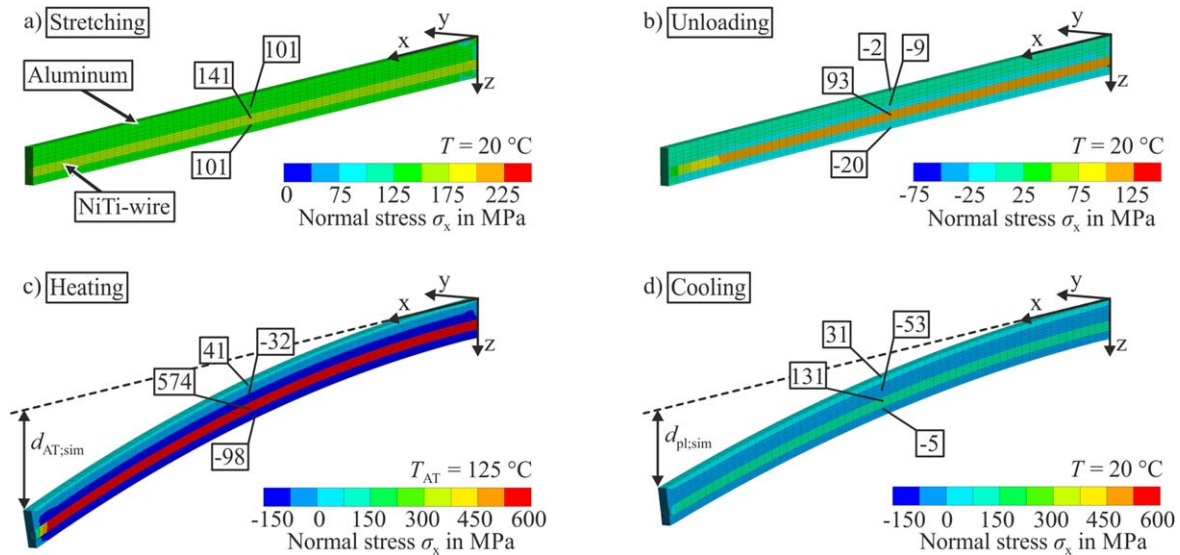 a) Stretching
y
x
z
101
141
Aluminum
101
NiTi-wire
T = 20 °C
0 75 125 175 225
Normal stress σx in MPa
b) Unloading
y
x
z
-2
-9
93
-20
T = 20 °C
-75 -25 25 75 125
Normal stress σx in MPa
c) Heating
y
x
z
41
-32
574
-98
dAT;sim
TAT = 125 °C
-150 0 150 300 450 600
Normal stress σx in MPa
d) Cooling
y
x
z
31
-53
131
-5
dpl;sim
T = 20 °C
-150 0 150 300 450 600
Normal stress σx in MPa